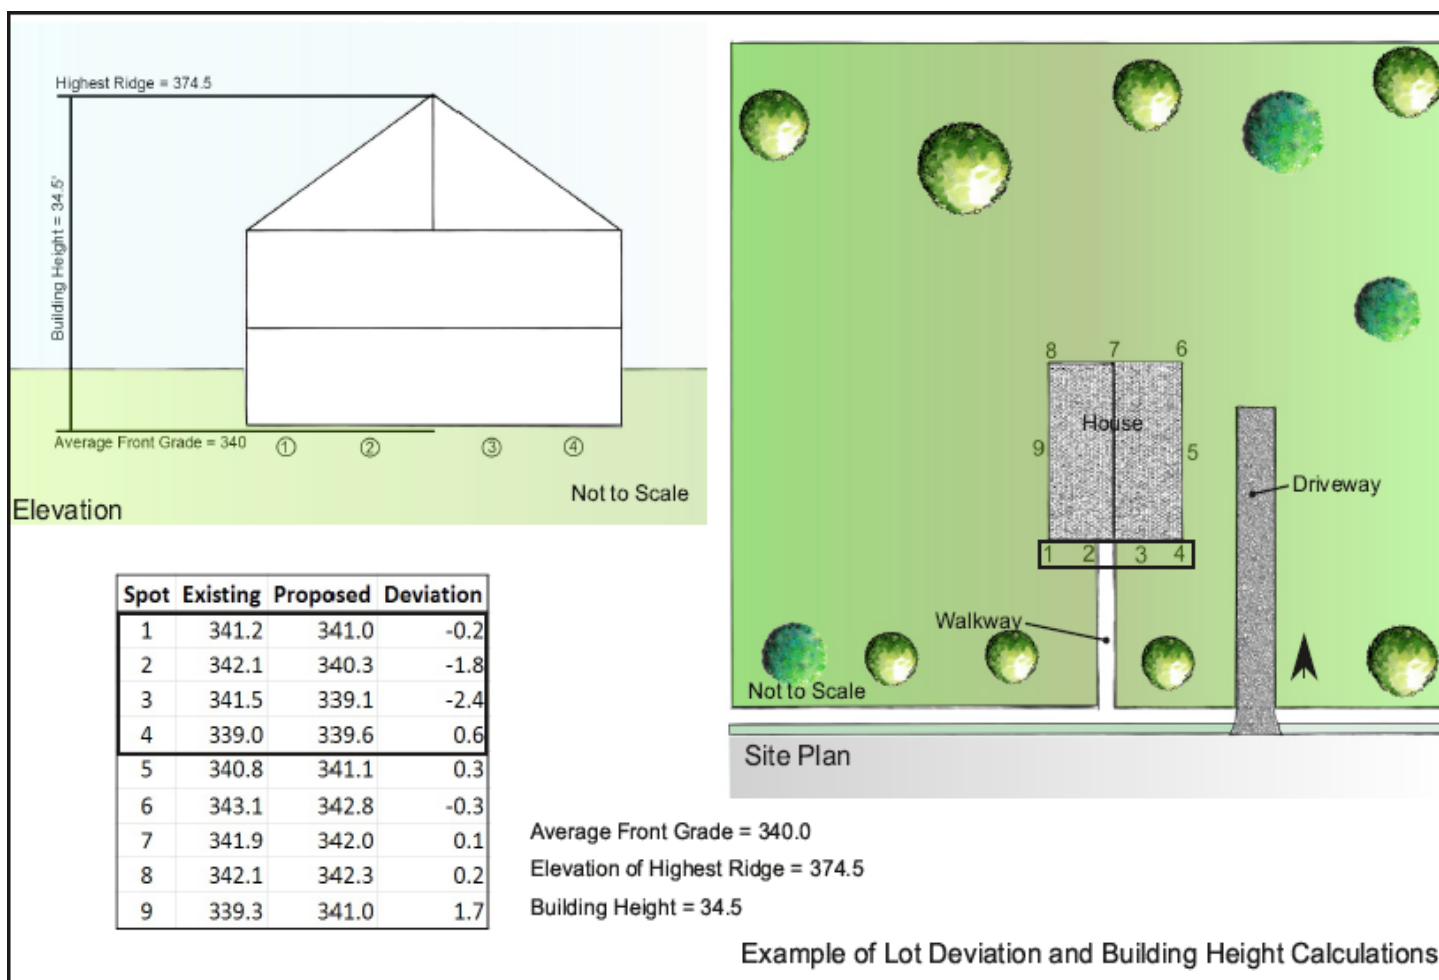 Highest Ridge = 374.5
Building Height = 34.5'
Average Front Grade = 340
① ② ③ ④
Not to Scale
Elevation
Spot Existing Proposed Deviation
1 341.2 341.0 -0.2
2 342.1 340.3 -1.8
3 341.5 339.1 -2.4
4 339.0 339.6 0.6
5 340.8 341.1 0.3
6 343.1 342.8 -0.3
7 341.9 342.0 0.1
8 342.1 342.3 0.2
9 339.3 341.0 1.7
8 7 6
House
9 5
1 2 3 4
Driveway
Walkway
Not to Scale
Site Plan
Average Front Grade = 340.0
Elevation of Highest Ridge = 374.5
Building Height = 34.5
Example of Lot Deviation and Building Height Calculations